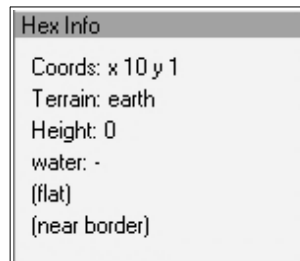 Hex Info
Coords: x 10 y 1
Terrain: earth
Height: 0
water: -
(flat)
(near border)